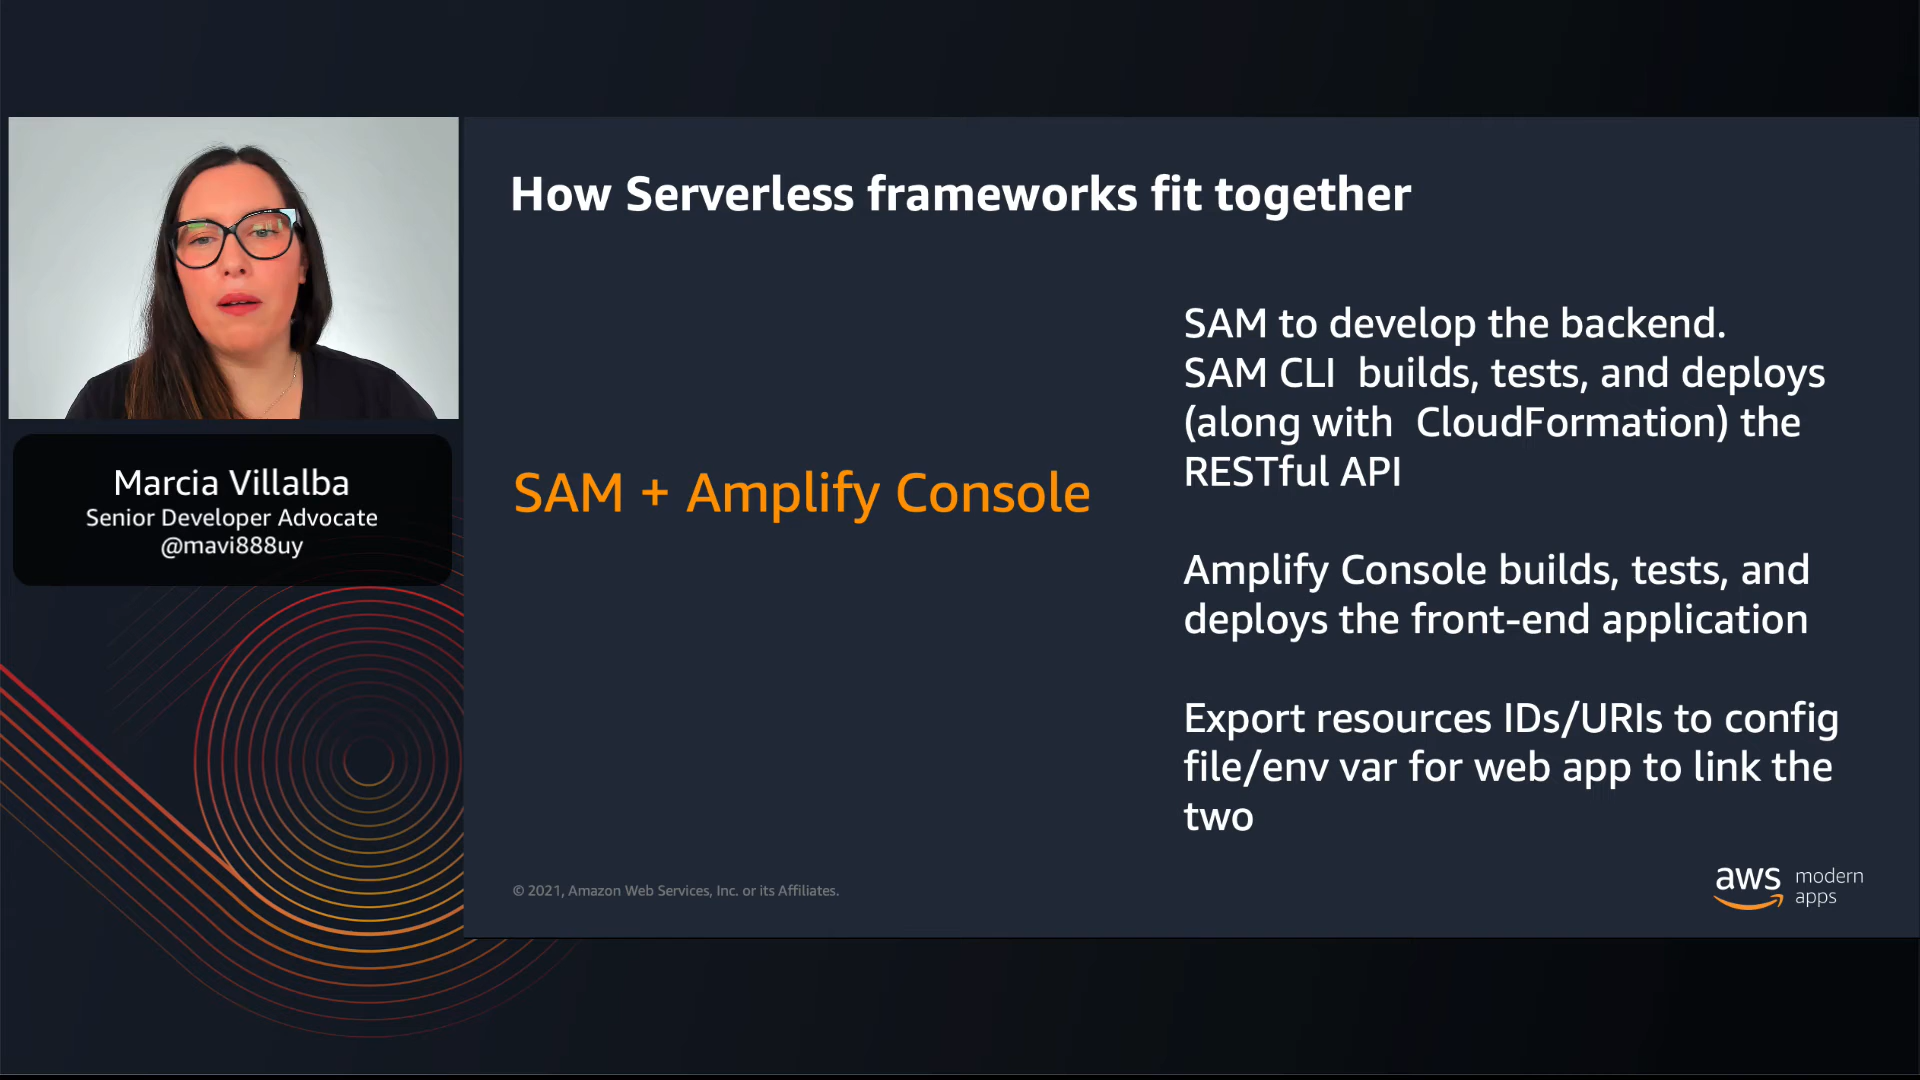 How Serverless frameworks fit together
Marcia Villalba
Senior Developer Advocate
@mavi888uy
SAM + Amplify Console
SAM to develop the backend.
SAM CLI  builds, tests, and deploys
(along with  CloudFormation) the
RESTful API
Amplify Console builds, tests, and
deploys the front-end application
Export resources IDs/URIs to config
file/env var for web app to link the
two
© 2021, Amazon Web Services, Inc. or its Affiliates.
aws modern
apps